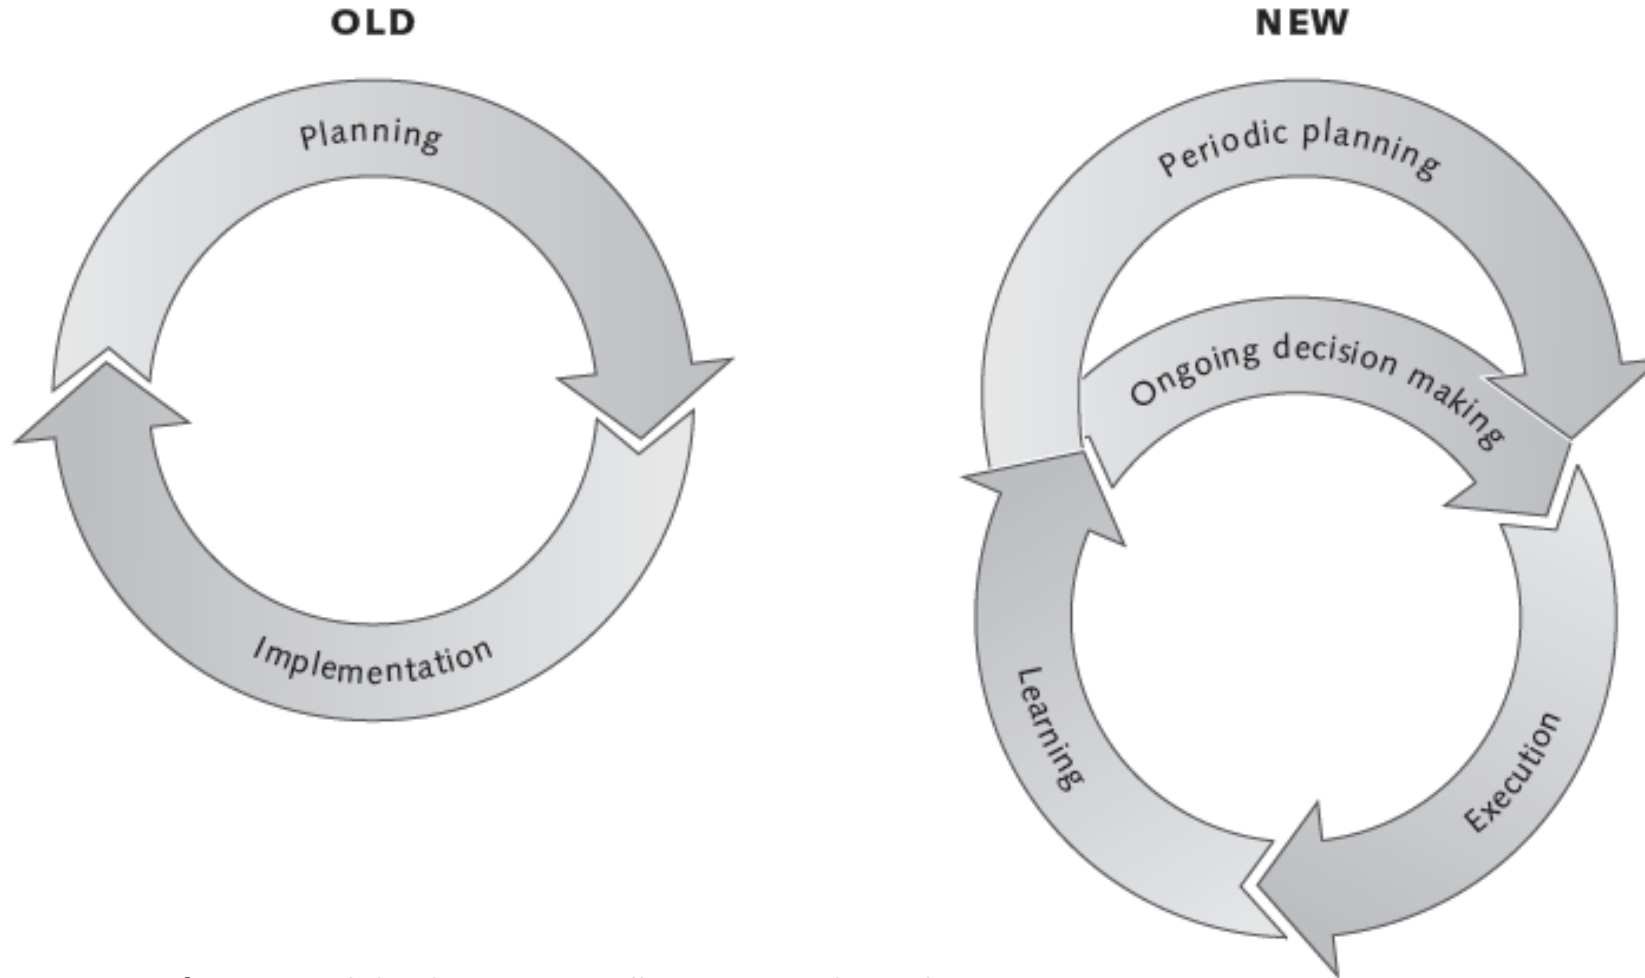 OLD
NEW
Planning
Implementation
Periodic planning
Ongoing decision making
Execution
Learning